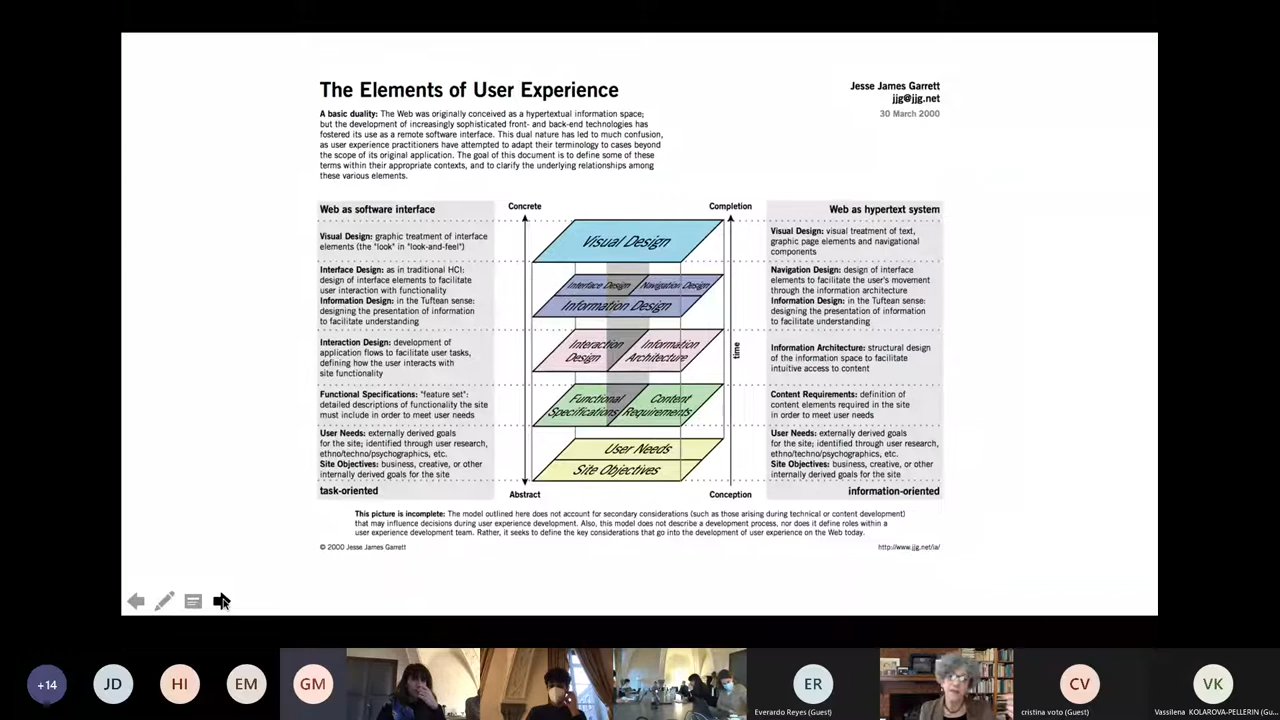 The Elements of User Experience
Jesse James Garrett
jjg@jjg.net
30 March 2000
A basic duality: The Web was originally conceived as a hypertextual information space;
but the development of increasingly sophisticated front- and back-end technologies has
fostered its use as a remote software interface. This dual nature has led to much confusion,
as user experience practitioners have attempted to adapt their terminology to cases beyond
the scope of its original application. The goal of this document is to define some of these
terms within their appropriate contexts, and to clarify the underlying relationships among
these various elements.
Web as software interface
Visual Design: graphic treatment of interface
elements (the "look" in "look-and-feel")
Interface Design: as in traditional HCI:
design of interface elements to facilitate
user interaction with functionality
Information Design: in the Tuftean sense:
designing the presentation of information
to facilitate understanding
Interaction Design: development of
application flows to facilitate user tasks,
defining how the user interacts with
site functionality
Functional Specifications: "feature set":
detailed descriptions of functionality the site
must include in order to meet user needs
User Needs: externally derived goals
for the site; identified through user research,
ethno/techno/psychographics, etc.
Site Objectives: business, creative, or other
internally derived goals for the site
task-oriented
Concrete
Completion
Visual Design
Interface Design
Navigation Design
Information Design
Interaction
Design
Information
Architecture
Functional
Specifications
Content
Requirements
User Needs
Site Objectives
time
Abstract
Conception
Web as hypertext system
Visual Design: visual treatment of text,
graphic page elements and navigational
components
Navigation Design: design of interface
elements to facilitate the user's movement
through the information architecture
Information Design: in the Tuftean sense:
designing the presentation of information
to facilitate understanding
Information Architecture: structural design
of the information space to facilitate
intuitive access to content
Content Requirements: definition of
content elements required in the site
in order to meet user needs
User Needs: externally derived goals
for the site; identified through user research,
ethno/techno/psychographics, etc.
Site Objectives: business, creative, or other
internally derived goals for the site
information-oriented
This picture is incomplete: The model outlined here does not account for secondary considerations (such as those arising during technical or content development)
that may influence decisions during user experience development. Also, this model does not describe a development process, nor does it define roles within a
user experience development team. Rather, it seeks to define the key considerations that go into the development of user experience on the Web today.
© 2000 Jesse James Garrett
http://www.jjg.net/ia/
+14
JD
HI
EM
GM
ER
Everardo Reyes (Guest)
CV
cristina voto (Guest)
VK
Vassilena KOLAROVA-PELLERIN (Gu...